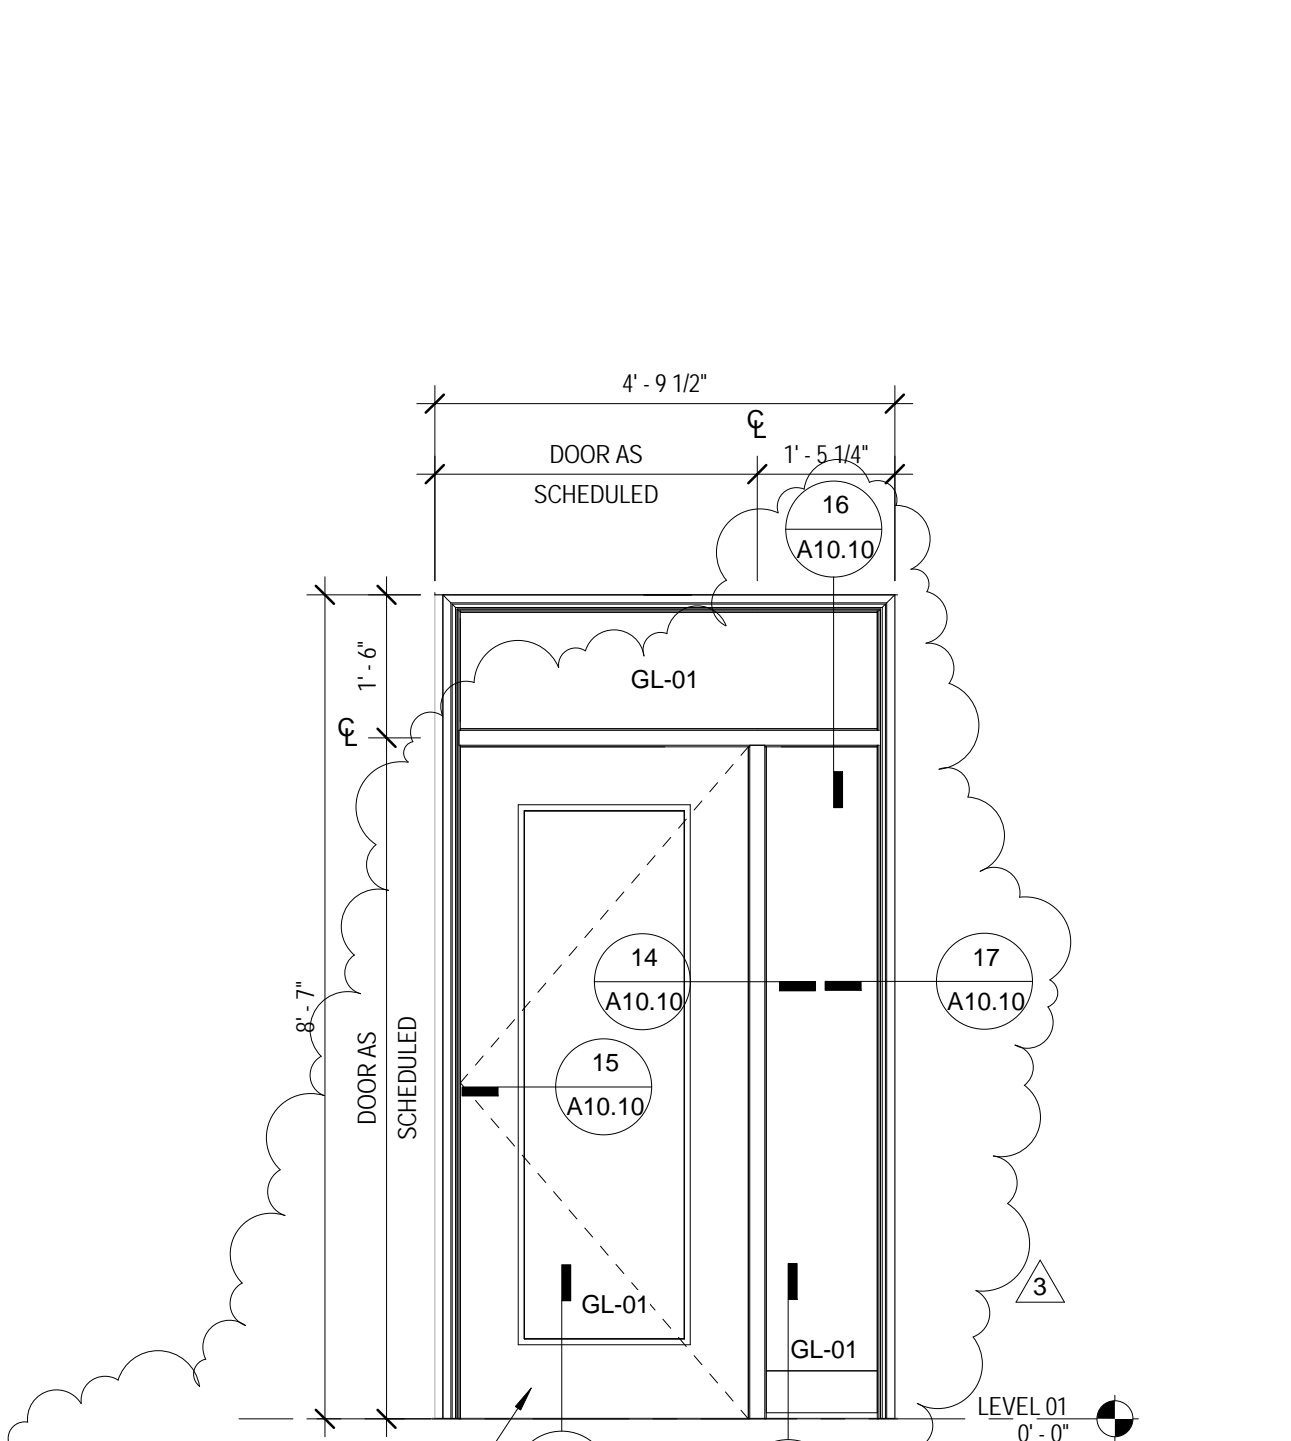 4' - 9 1/2"
℄
DOOR AS
SCHEDULED
1' - 5 1/4"
16
A10.10
1' - 6"
GL-01
℄
14
A10.10
17
A10.10
8' - 7"
DOOR AS
SCHEDULED
15
A10.10
3
GL-01
GL-01
LEVEL 01
0' - 0"